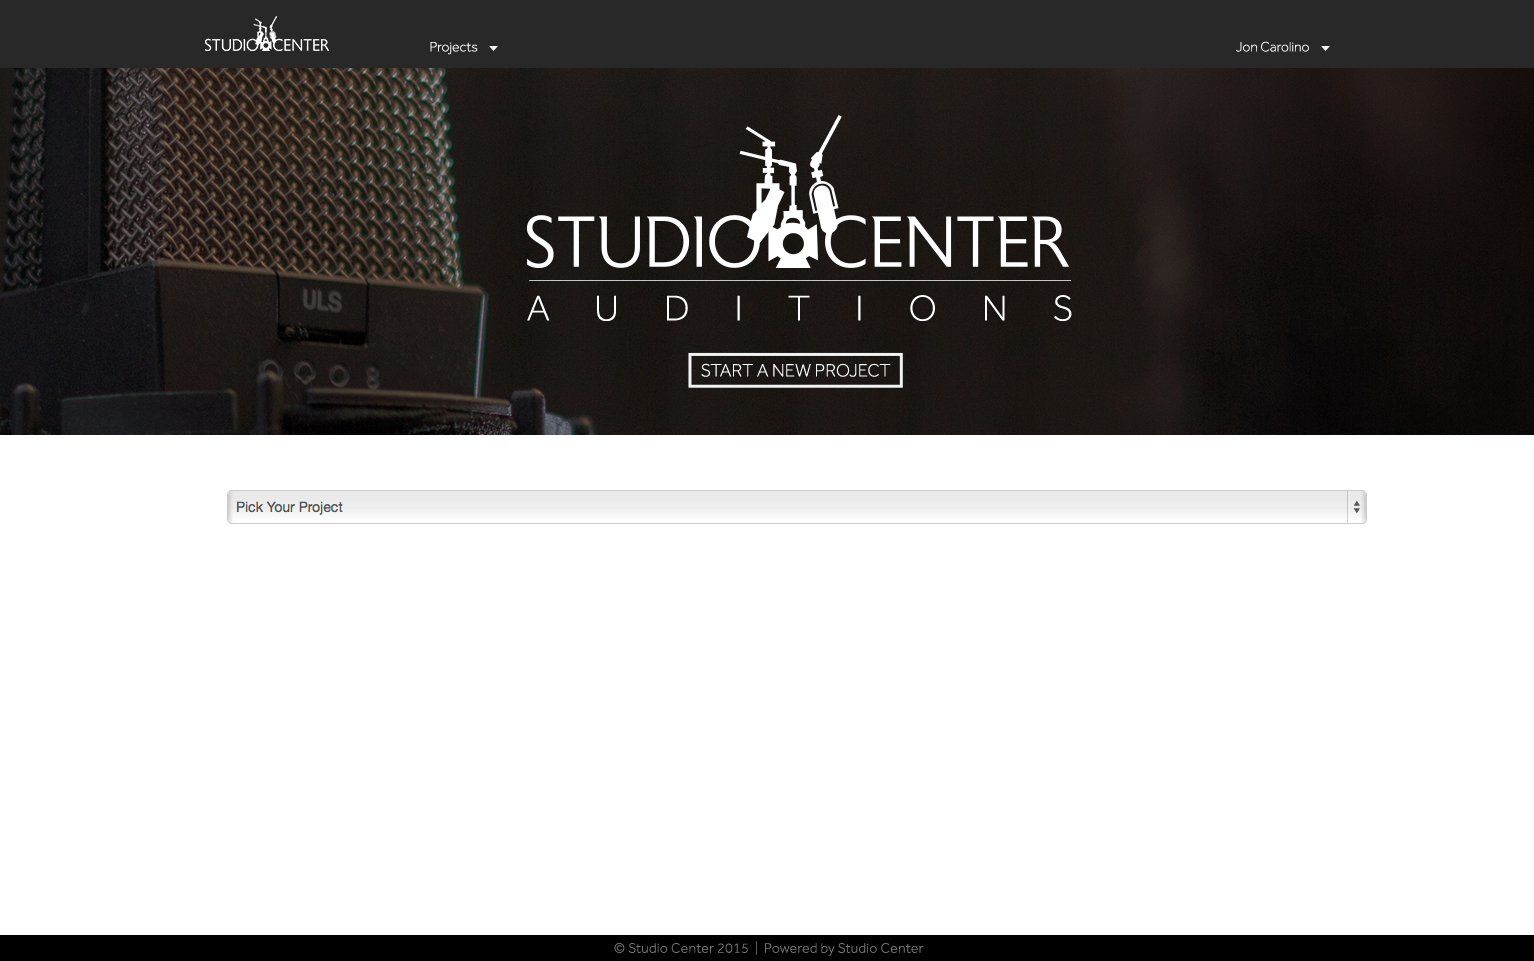 STUDIO CENTER
Projects
Jon Carolino
ULS
STUDIO CENTER
AUDITIONS
START A NEW PROJECT
Pick Your Project
© Studio Center 2015 | Powered by Studio Center